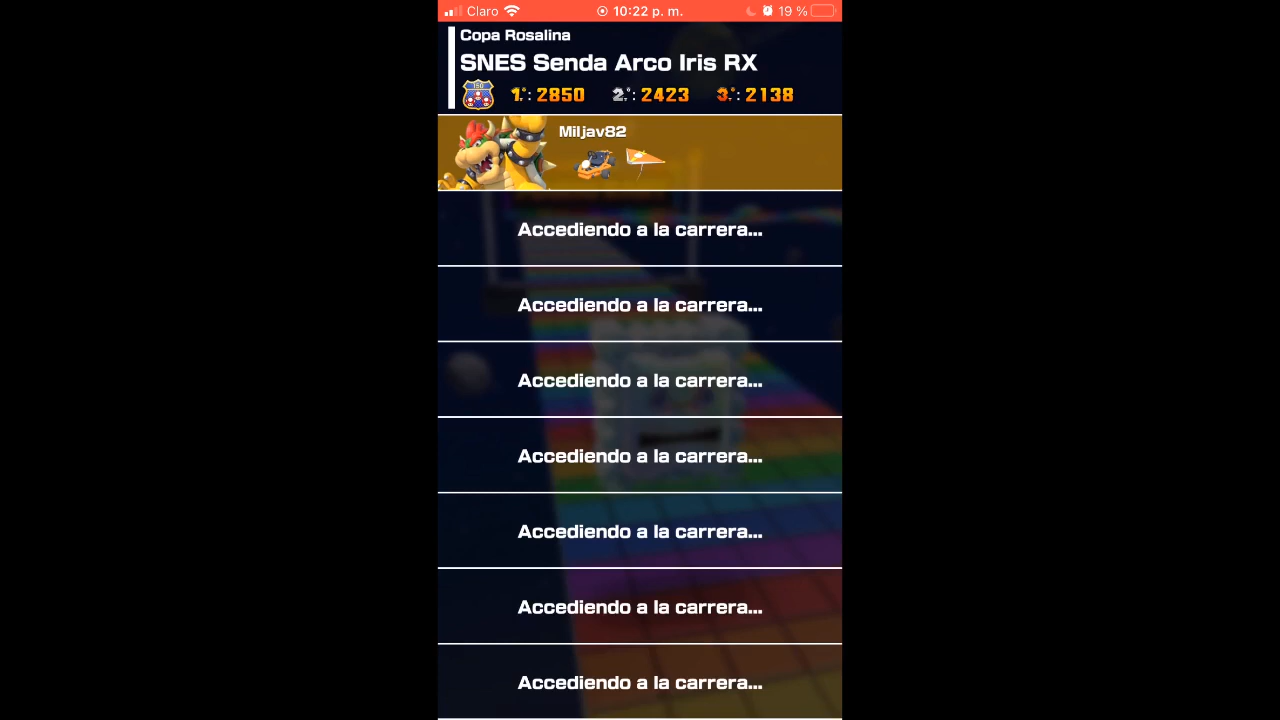 Claro
10:22 p. m.
19 %
Copa Rosalina
SNES Senda Arco Iris RX
1.º: 2850 2.º: 2423 3.º: 2138
Miljav82
Accediendo a la carrera...
Accediendo a la carrera...
Accediendo a la carrera...
Accediendo a la carrera...
Accediendo a la carrera...
Accediendo a la carrera...
Accediendo a la carrera...